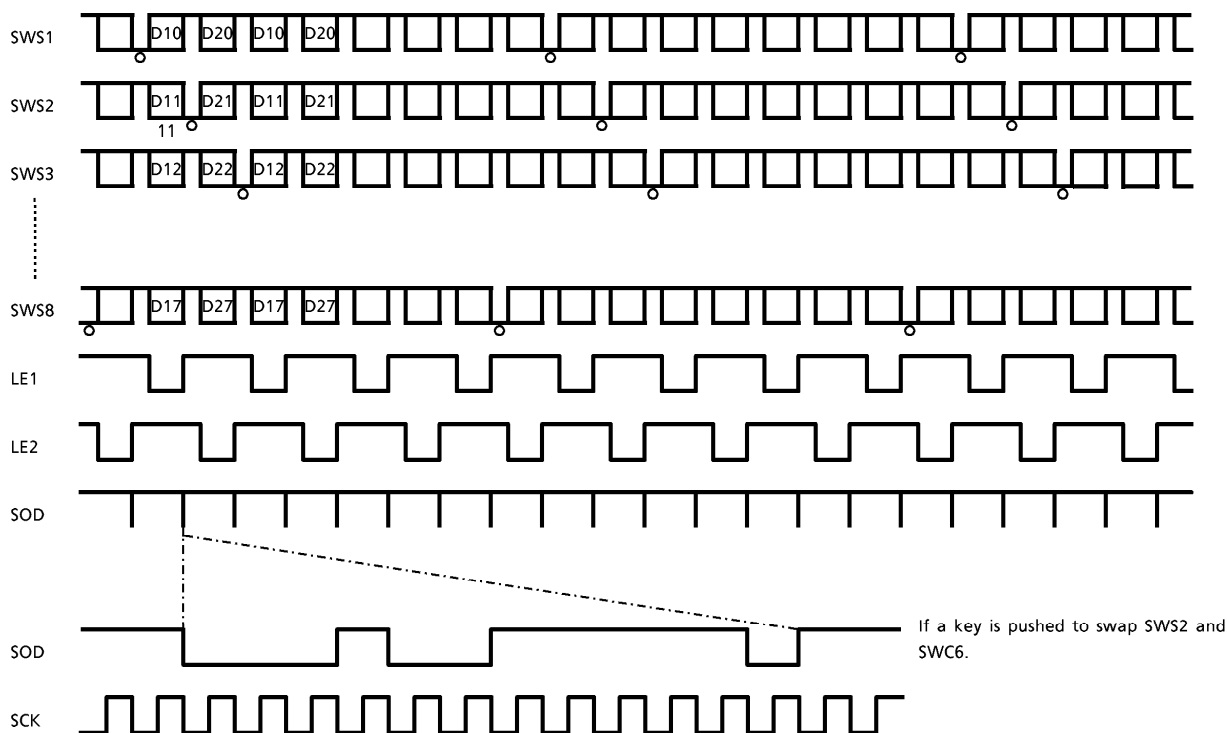 SWS1 D10 D20 D10 D20
SWS2 D11 D21 D11 D21
11
SWS3 D12 D22 D12 D22
SWS8 D17 D27 D17 D27
LE1
LE2
SOD
SOD
If a key is pushed to swap SWS2 and
SWC6.
SCK